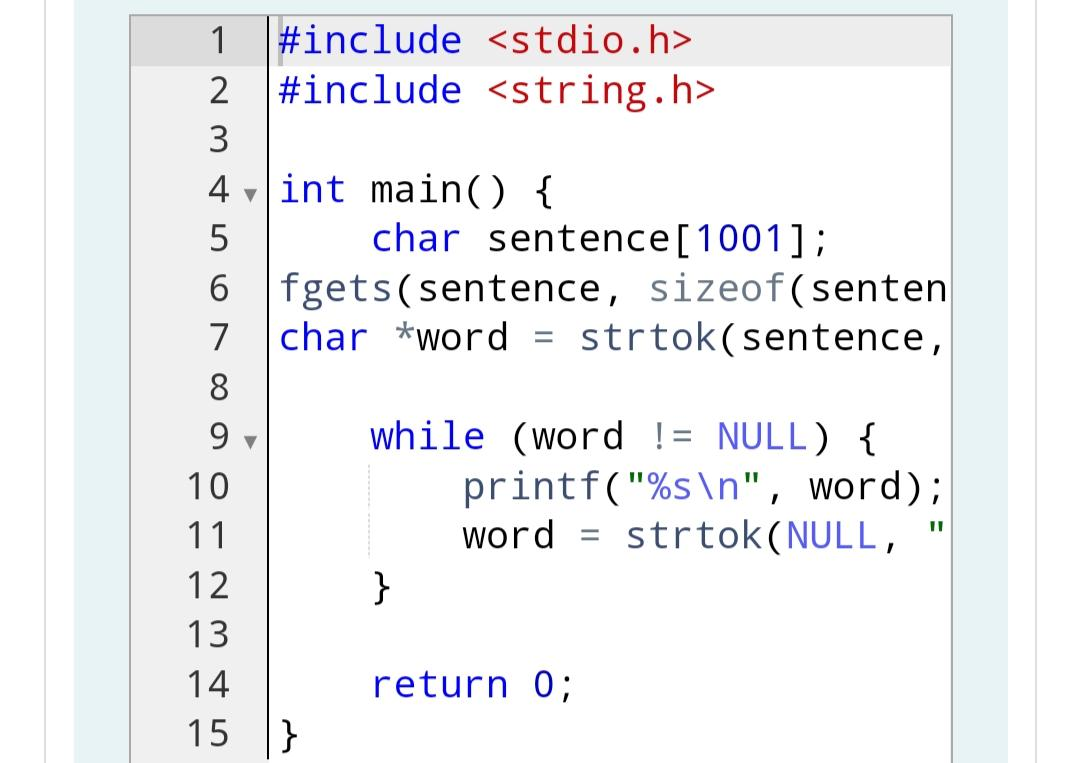 1 #include <stdio.h>
2 #include <string.h>
3
4 int main() {
5     char sentence[1001];
6 fgets(sentence, sizeof(senten
7 char *word = strtok(sentence,
8
9     while (word != NULL) {
10         printf("%s\n", word);
11         word = strtok(NULL, "
12     }
13
14     return 0;
15 }